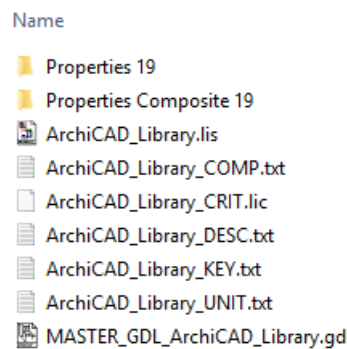 Name
Properties 19
Properties Composite 19
ArchiCAD_Library.lis
ArchiCAD_Library_COMP.txt
ArchiCAD_Library_CRIT.lic
ArchiCAD_Library_DESC.txt
ArchiCAD_Library_KEY.txt
ArchiCAD_Library_UNIT.txt
MASTER_GDL_ArchiCAD_Library.gd